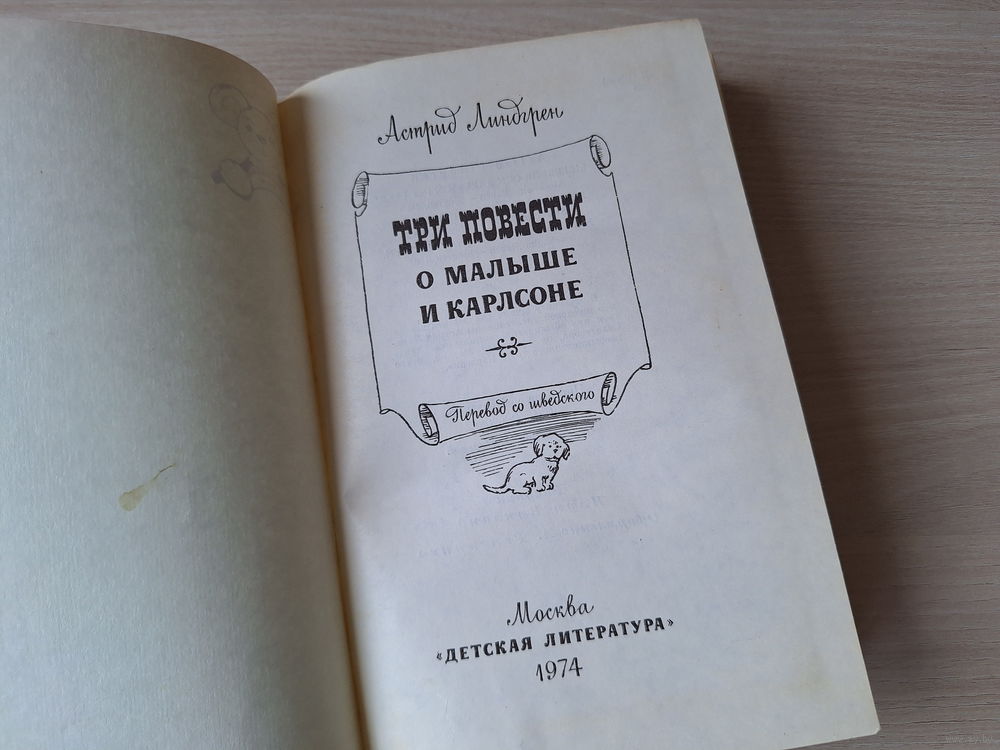 Астрид Линдгрен
ТРИ ПОВЕСТИ
О МАЛЫШЕ
И КАРЛСОНЕ
Перевод со шведского
Москва
«ДЕТСКАЯ ЛИТЕРАТУРА»
1974